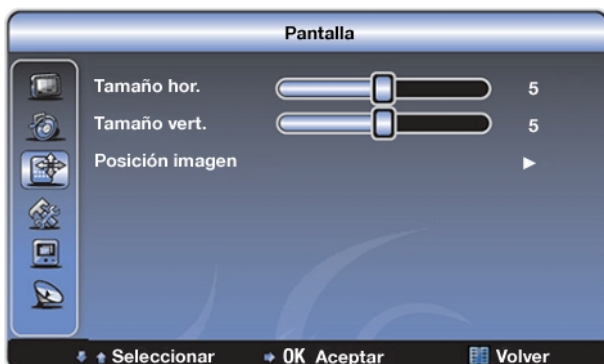 Pantalla
Tamaño hor. 5
Tamaño vert. 5
Posición imagen
Seleccionar OK Aceptar Volver